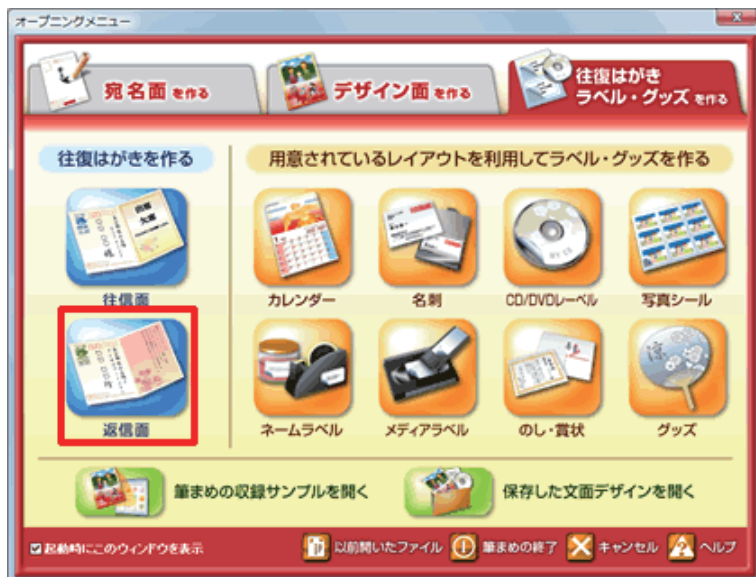 オープニングメニュー
宛名面 を作る
デザイン面 を作る
往復はがき
ラベル・グッズ を作る
往復はがきを作る
用意されているレイアウトを利用してラベル・グッズを作る
往信面
カレンダー
名刺
CD/DVDレーベル
写真シール
返信面
ネームラベル
メディアラベル
のし・賞状
グッズ
筆まめの収録サンプルを開く
保存した文面デザインを開く
起動時にこのウィンドウを表示
以前開いたファイル
筆まめの終了
キャンセル
ヘルプ